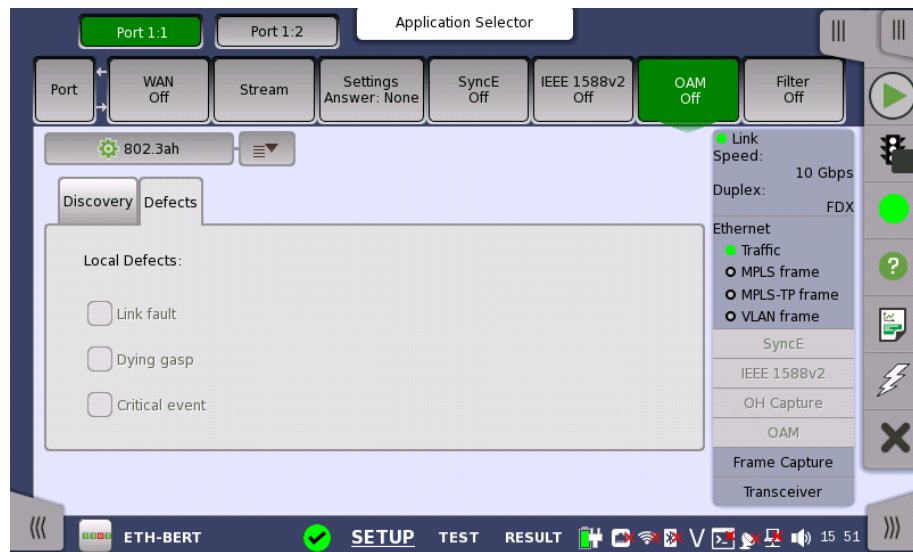 Application Selector
Port 1:1
Port 1:2
Port
WAN
Off
Stream
Settings
Answer: None
SyncE
Off
IEEE 1588v2
Off
OAM
Off
Filter
Off
802.3ah
Discovery
Defects
Local Defects:
Link fault
Dying gasp
Critical event
Link
Speed:
10 Gbps
Duplex:
FDX
Ethernet
Traffic
MPLS frame
MPLS-TP frame
VLAN frame
SyncE
IEEE 1588v2
OH Capture
OAM
Frame Capture
Transceiver
ETH-BERT
SETUP
TEST
RESULT
V
15 51